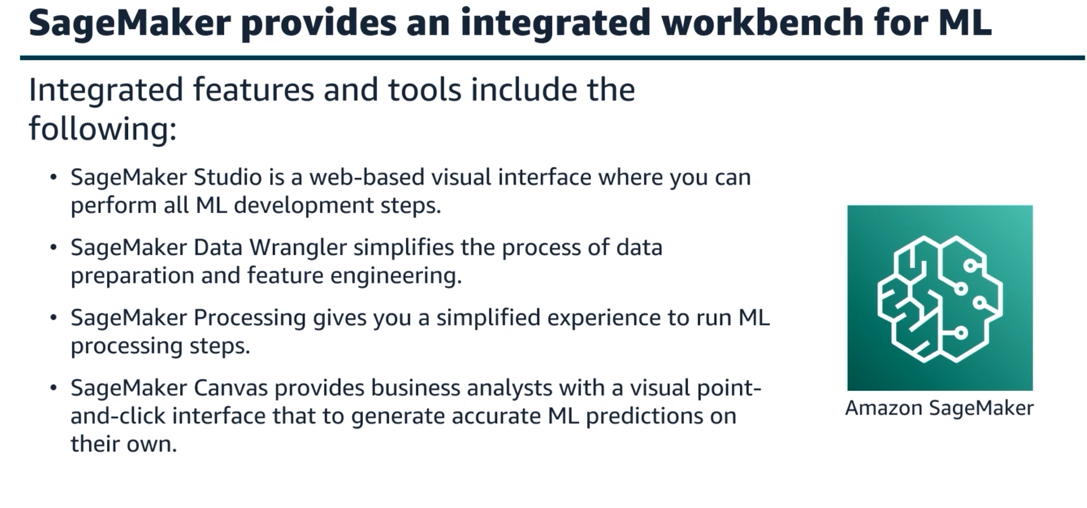 SageMaker provides an integrated workbench for ML
Integrated features and tools include the
following:
• SageMaker Studio is a web-based visual interface where you can
perform all ML development steps.
• SageMaker Data Wrangler simplifies the process of data
preparation and feature engineering.
• SageMaker Processing gives you a simplified experience to run ML
processing steps.
• SageMaker Canvas provides business analysts with a visual point-
and-click interface that to generate accurate ML predictions on
their own.
Amazon SageMaker